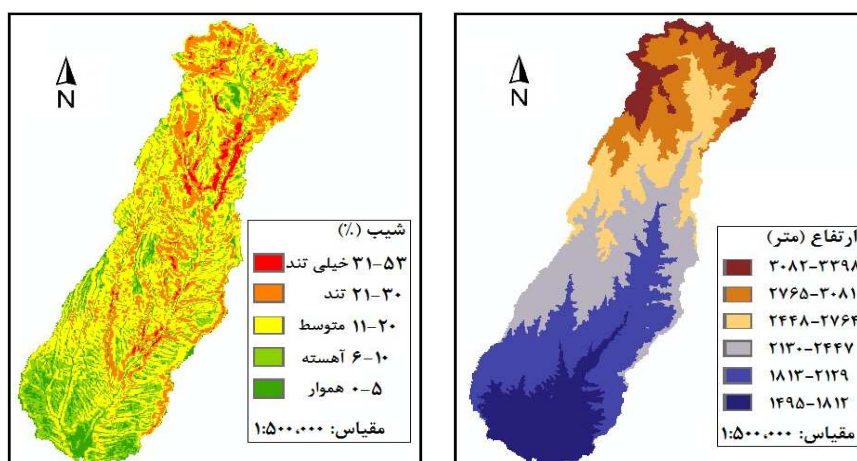 N
شیب (%)
۳۱-۵۳ خیلی تند
۲۱-۳۰ تند
۱۱-۲۰ متوسط
۶-۱۰ آهسته
۰-۵ هموار
مقیاس: ۱:۵۰۰,۰۰۰
N
ارتفاع (متر)
۳۰۸۲-۳۳۹۸
۲۷۶۵-۳۰۸۱
۲۴۴۸-۲۷۶۴
۲۱۳۰-۲۴۴۷
۱۸۱۳-۲۱۲۹
۱۴۹۵-۱۸۱۲
مقیاس: ۱:۵۰۰,۰۰۰